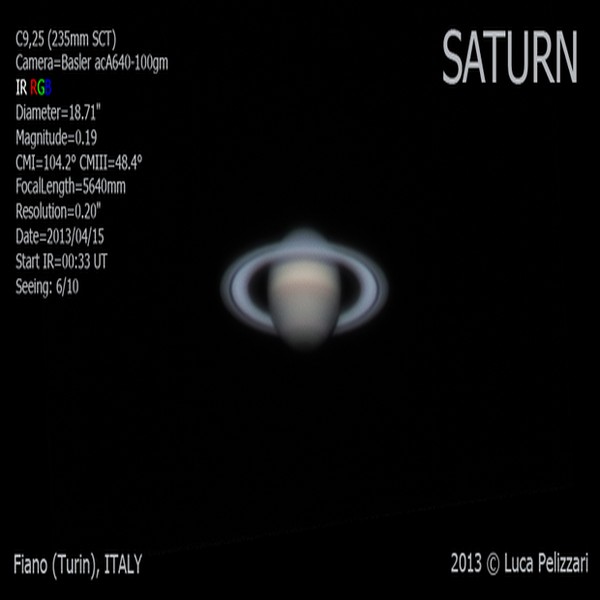 C9,25 (235mm SCT)
Camera=Basler acA640-100gm
IR RGB
Diameter=18.71"
Magnitude=0.19
CMI=104.2° CMIII=48.4°
FocalLength=5640mm
Resolution=0.20"
Date=2013/04/15
Start IR=00:33 UT
Seeing: 6/10
SATURN
Fiano (Turin), ITALY
2013 © Luca Pelizzari